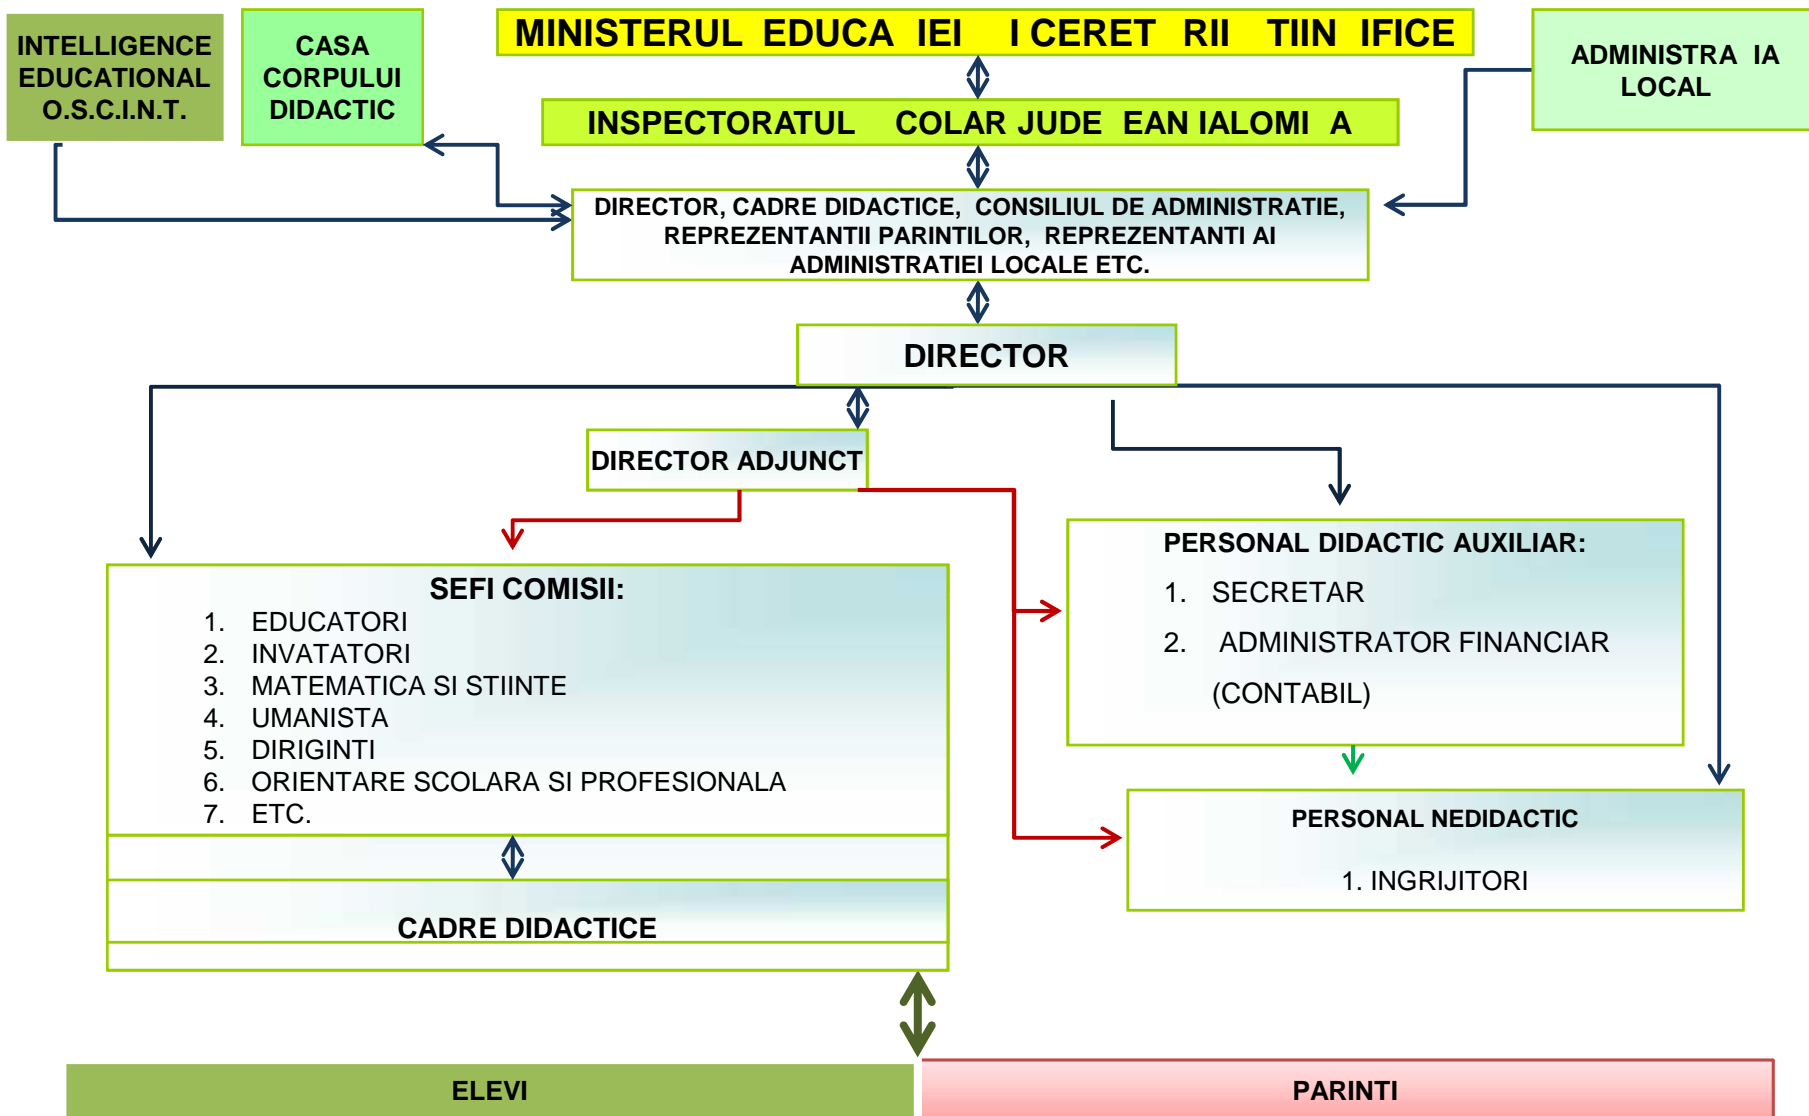 INTELLIGENCE
EDUCATIONAL
O.S.C.I.N.T.
CASA
CORPULUI
DIDACTIC
MINISTERUL EDUCA IEI I CERET RII TIIN IFICE
ADMINISTRA IA
LOCAL
INSPECTORATUL COLAR JUDE EAN IALOMI A
DIRECTOR, CADRE DIDACTICE, CONSILIUL DE ADMINISTRATIE,
REPREZENTANTII PARINTILOR, REPREZENTANTI AI
ADMINISTRATIEI LOCALE ETC.
DIRECTOR
DIRECTOR ADJUNCT
SEFI COMISII:
1. EDUCATORI
2. INVATATORI
3. MATEMATICA SI STIINTE
4. UMANISTA
5. DIRIGINTI
6. ORIENTARE SCOLARA SI PROFESIONALA
7. ETC.
CADRE DIDACTICE
PERSONAL DIDACTIC AUXILIAR:
1. SECRETAR
2. ADMINISTRATOR FINANCIAR
(CONTABIL)
PERSONAL NEDIDACTIC
1. INGRIJITORI
ELEVI
PARINTI